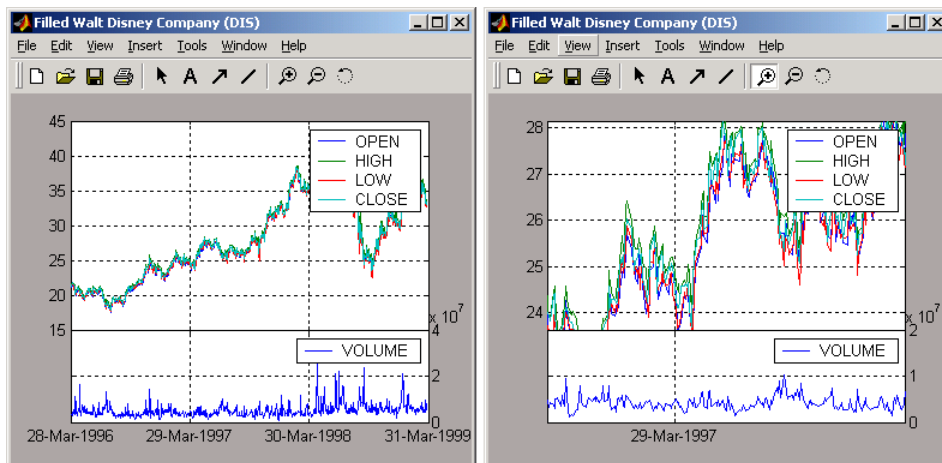 Filled Walt Disney Company (DIS)
File Edit View Insert Tools Window Help
A
45
40
35
30
25
20
15
OPEN
HIGH
LOW
CLOSE
x 10^7
4
2
0
VOLUME
28-Mar-1996 29-Mar-1997 30-Mar-1998 31-Mar-1999
Filled Walt Disney Company (DIS)
File Edit View Insert Tools Window Help
A
28
27
26
25
24
OPEN
HIGH
LOW
CLOSE
x 10^7
2
1
0
VOLUME
29-Mar-1997